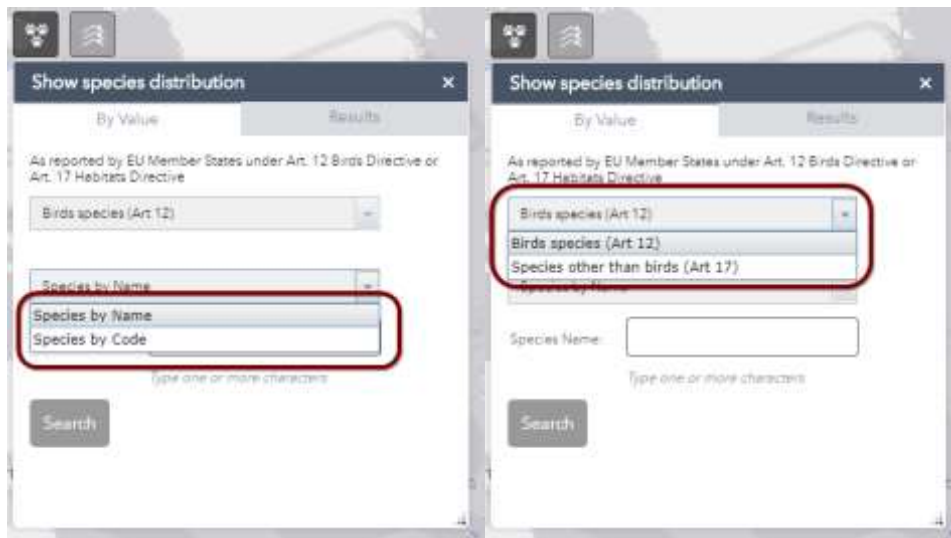 Show species distribution ×
By Value Results
As reported by EU Member States under Art. 12 Birds Directive or
Art. 17 Habitats Directive
Birds species (Art 12)
Species by Name
Species by Name
Species by Code
Type one or more characters
Search
Show species distribution ×
By Value Results
As reported by EU Member States under Art. 12 Birds Directive or
Art. 17 Habitats Directive
Birds species (Art 12)
Birds species (Art 12)
Species other than birds (Art 17)
Species by Name
Species Name:
Type one or more characters
Search